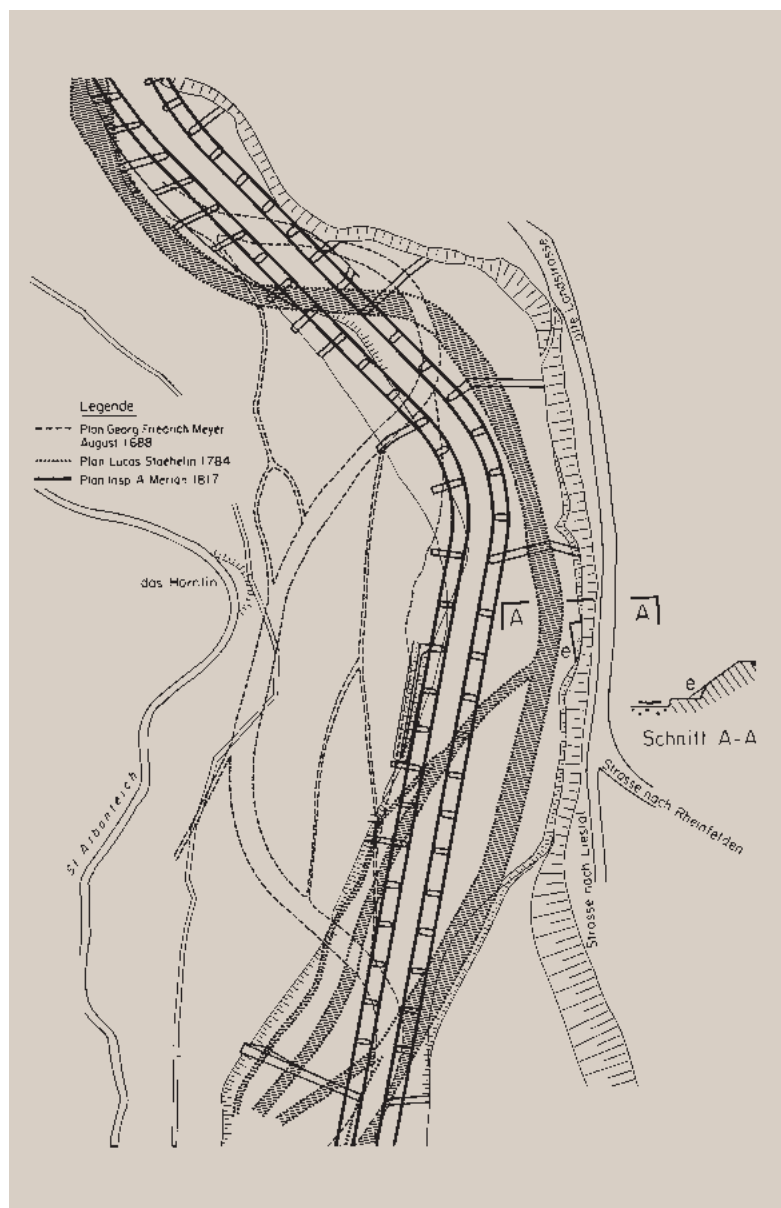 alte Landstrasse
Legende
Plan Georg Friedrich Meyer
August 1688
Plan Lucas Staehelin 1784
Plan Insp. A Merian 1817
das Hörnlin
A
A
e
e
Schnitt A-A
St Albanteich
Strasse nach Rheinfelden
Strasse nach Liestal